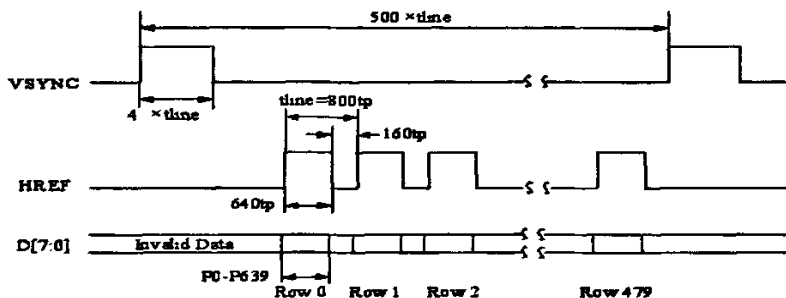 500 ×tline
VSYNC
4 ×tline
tline=800tp
160tp
HREF
640tp
D[7:0]
Invalid Data
P0-P639
Row 0
Row 1
Row 2
Row 479